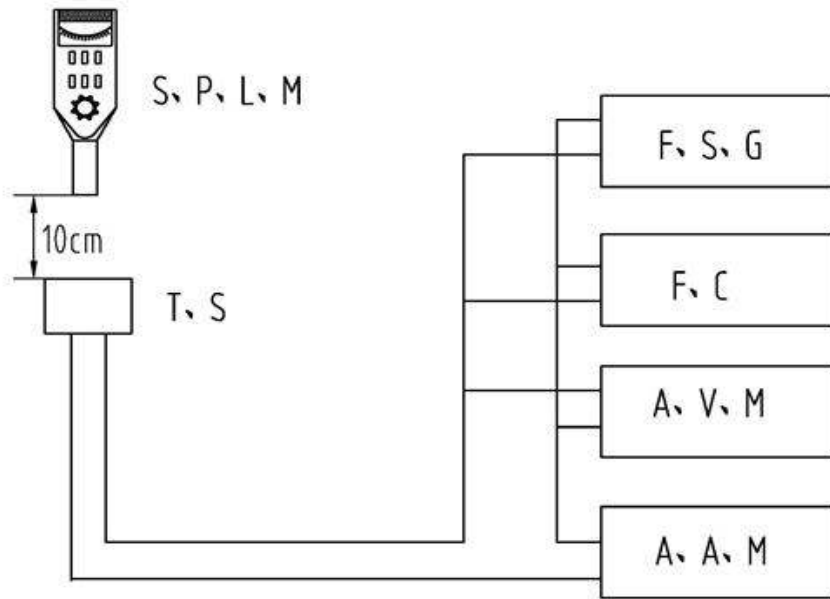 S、P、L、M
F、S、G
10cm
T、S
F、C
A、V、M
A、A、M